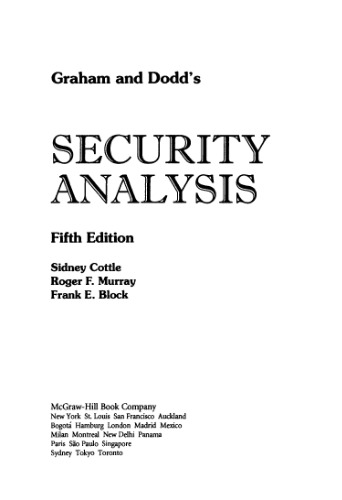 Graham and Dodd's
SECURITY
ANALYSIS
Fifth Edition
Sidney Cottle
Roger F. Murray
Frank E. Block
McGraw-Hill Book Company
New York St. Louis San Francisco Auckland
Bogotá Hamburg London Madrid Mexico
Milan Montreal New Delhi Panama
Paris São Paulo Singapore
Sydney Tokyo Toronto